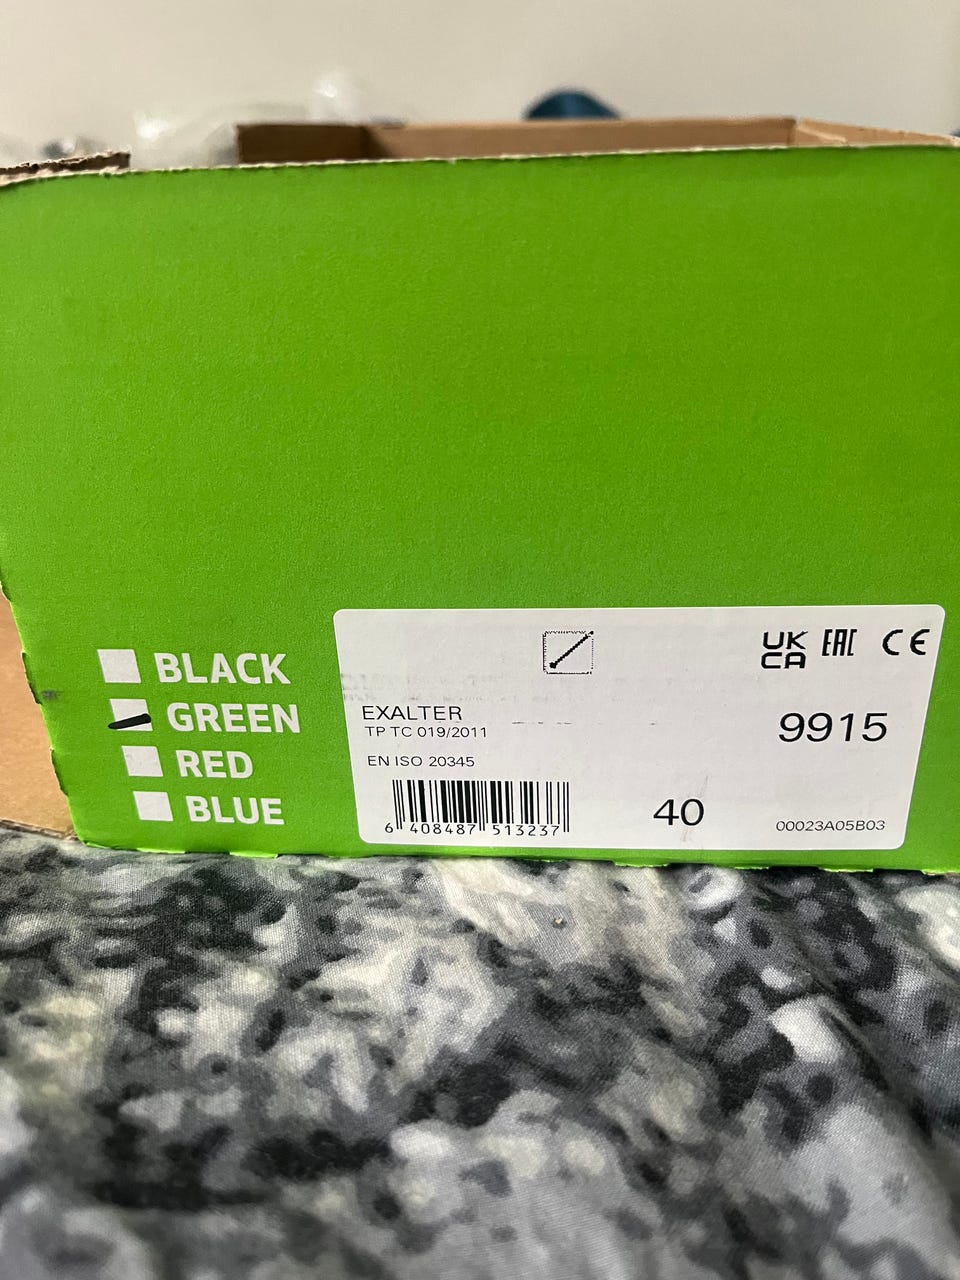 BLACK
GREEN
RED
BLUE
UK
CA
EAC
CE
EXALTER
TP TC 019/2011
9915
EN ISO 20345
6 408487 513237
40
00023A05B03